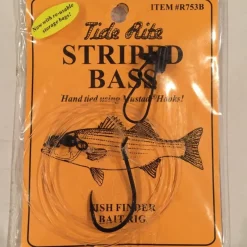 ITEM #R753B
Now with re-usable
storage bags!
Tide Rite
STRIPED
BASS
Hand tied using Mustad Hooks!
FISH FINDER
BAIT RIG